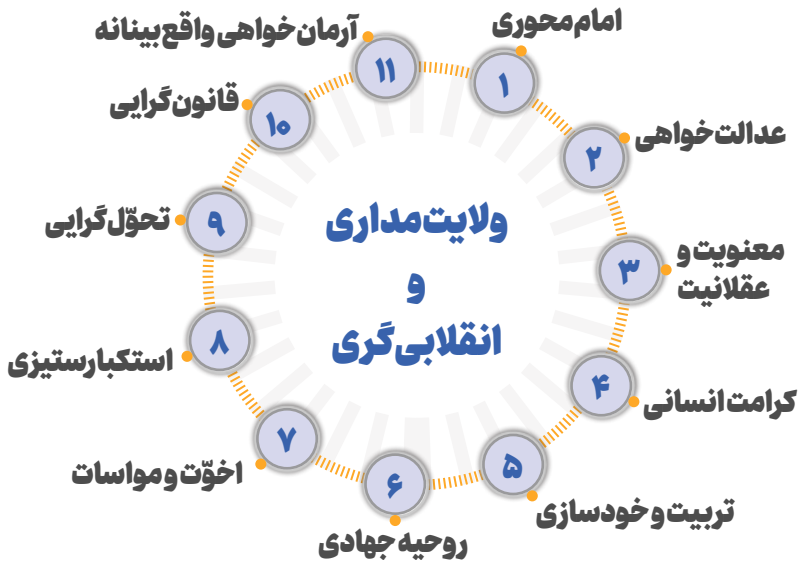 ولایت‌مداری
و
انقلابی‌گری
۱
امام‌محوری
۲
عدالت‌خواهی
۳
معنویت و
عقلانیت
۴
کرامت انسانی
۵
تربیت و خودسازی
۶
روحیه جهادی
۷
اخوّت و مواسات
۸
استکبارستیزی
۹
تحوّل‌گرایی
۱۰
قانون‌گرایی
۱۱
آرمان‌خواهی واقع‌بینانه